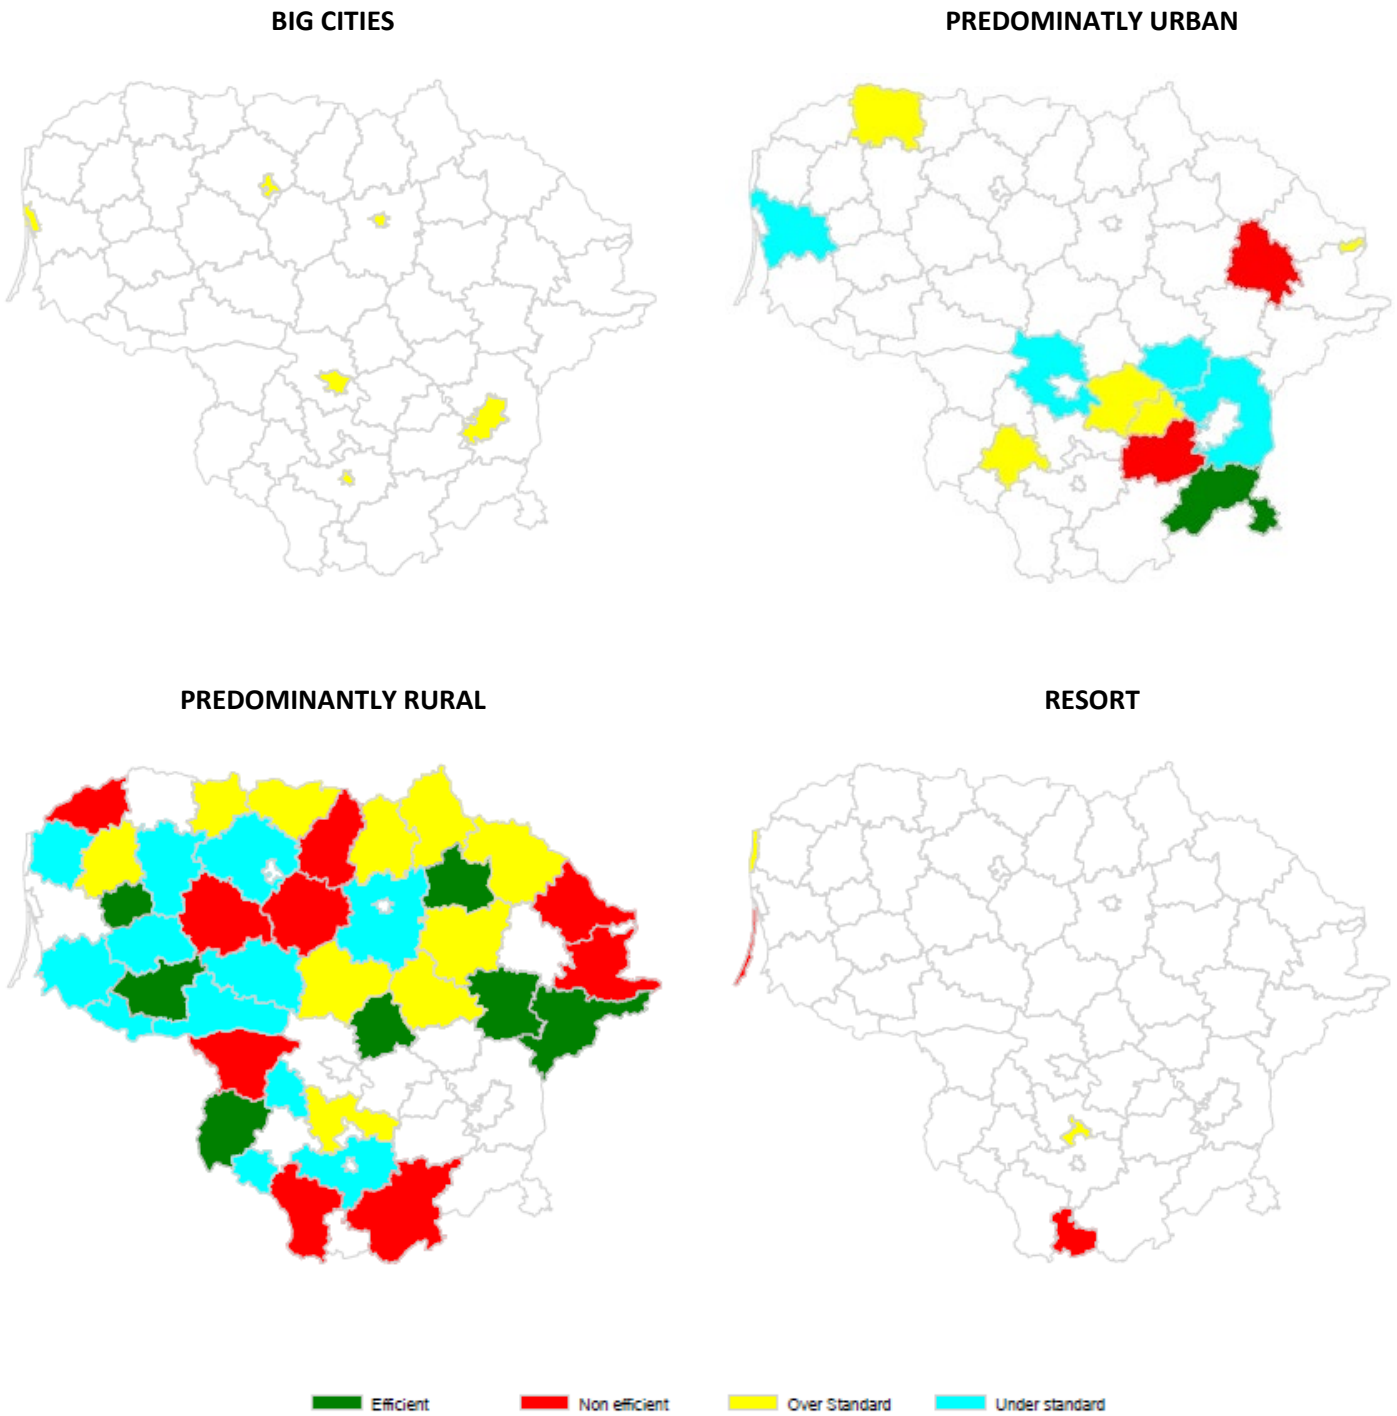 BIG CITIES
PREDOMINATLY URBAN
PREDOMINANTLY RURAL
RESORT
Efficient
Non efficient
Over Standard
Under standard